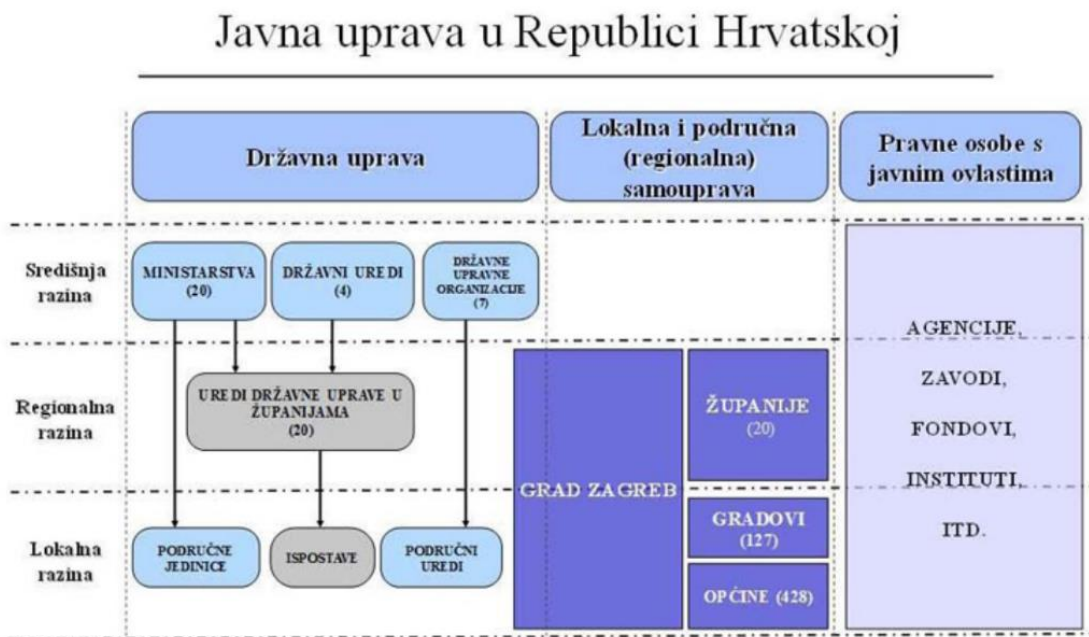 Javna uprava u Republici Hrvatskoj
Državna uprava
Lokalna i područna
(regionalna)
samouprava
Pravne osobe s
javnim ovlastima
Središnja
razina
MINISTARSTVA
(20)
DRŽAVNI UREDI
(4)
DRŽAVNE
UPRAVNE
ORGANIZACIJE
(7)
Regionalna
razina
UREDI DRŽAVNE UPRAVE U
ŽUPANIJAMA
(20)
GRAD ZAGREB
ŽUPANIJE
(20)
Lokalna
razina
PODRUČNE
JEDINICE
ISPOSTAVE
PODRUČNI
UREDI
GRADOVI
(127)
OPĆINE (428)
AGENCIJE,
ZAVODI,
FONDOVI,
INSTITUTI,
ITD.